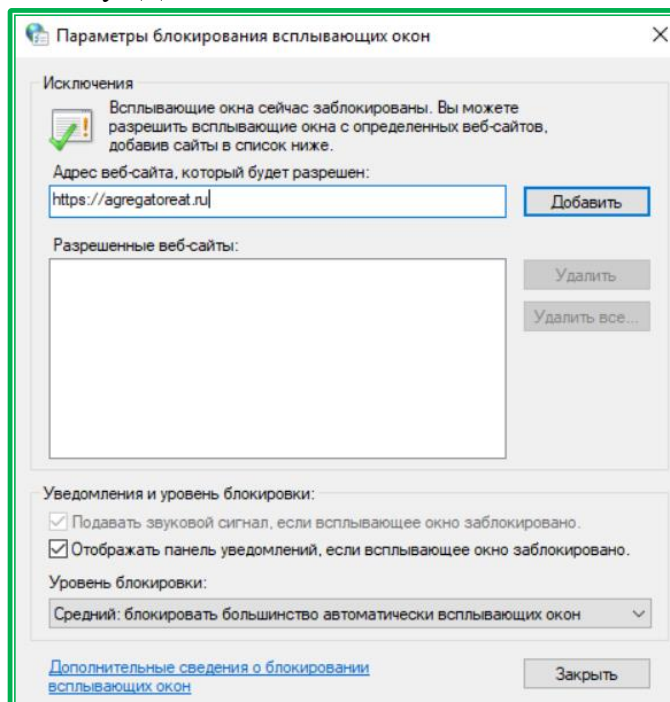 Параметры блокирования всплывающих окон
Исключения
Всплывающие окна сейчас заблокированы. Вы можете
разрешить всплывающие окна с определенных веб-сайтов,
добавив сайты в список ниже.
Адрес веб-сайта, который будет разрешен:
https://agregatoreat.ru
Добавить
Разрешенные веб-сайты:
Удалить
Удалить все...
Уведомления и уровень блокировки:
Подавать звуковой сигнал, если всплывающее окно заблокировано.
Отображать панель уведомлений, если всплывающее окно заблокировано.
Уровень блокировки:
Средний: блокировать большинство автоматически всплывающих окон
Дополнительные сведения о блокировании
всплывающих окон
Закрыть